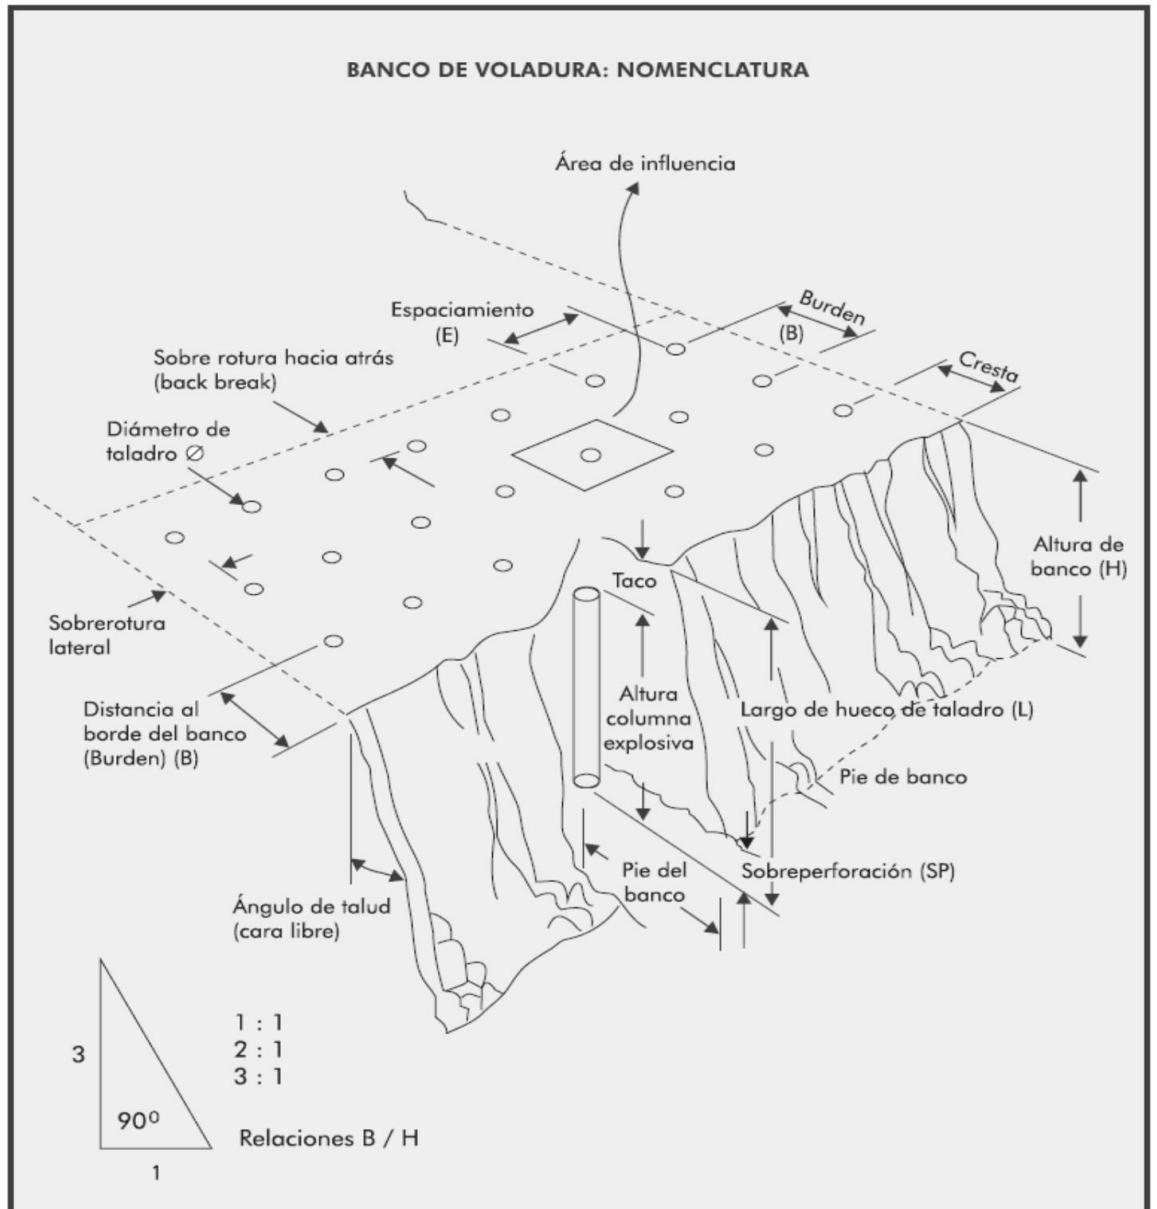 BANCO DE VOLADURA: NOMENCLATURA
Área de influencia
Espaciamiento
(E)
Burden
(B)
Cresta
Sobre rotura hacia atrás
(back break)
Diámetro de
taladro Ø
Altura de
banco (H)
Taco
Sobrerotura
lateral
Altura
columna
explosiva
Largo de hueco de taladro (L)
Distancia al
borde del banco
(Burden) (B)
Pie de banco
Pie del
banco
Sobreperforación (SP)
Ángulo de talud
(cara libre)
3
90º
1
1 : 1
2 : 1
3 : 1
Relaciones B / H